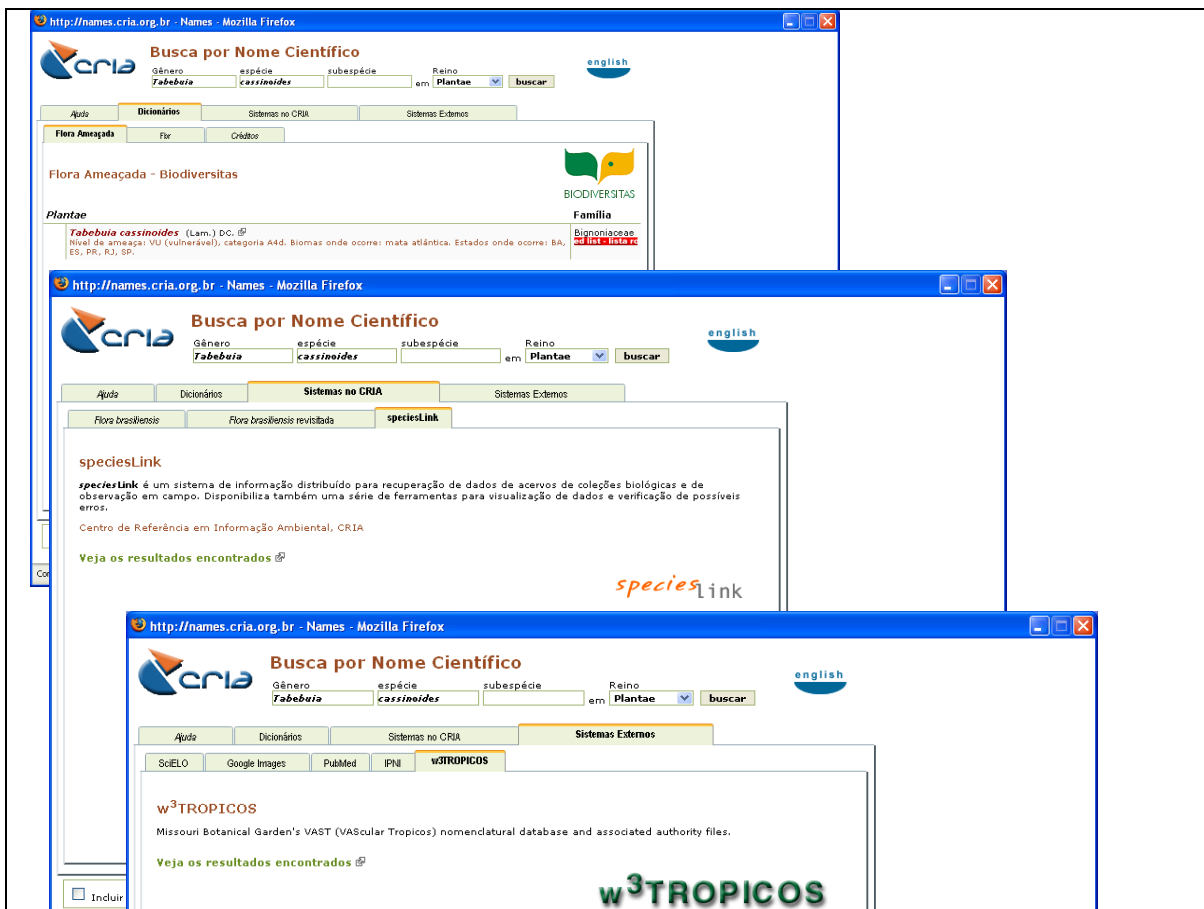 http://names.cria.org.br - Names - Mozilla Firefox
cria
Busca por Nome Científico
english
Gênero espécie subespécie Reino
Tabebuia cassinoides em Plantae buscar
Ajuda Dicionários Sistemas no CRIA Sistemas Externos
Flora Ameaçada Flor Créditos
Flora Ameaçada - Biodiversitas
BIODIVERSITAS
Plantae Família
Tabebuia cassinoides (Lam.) DC. Bignoniaceae
Nível de ameaça: VU (vulnerável), categoria A4d. Biomas onde ocorre: mata atlântica. Estados onde ocorre: BA, ed list - lista
ES, PR, RJ, SP.
http://names.cria.org.br - Names - Mozilla Firefox
cria
Busca por Nome Científico
english
Gênero espécie subespécie Reino
Tabebuia cassinoides em Plantae buscar
Ajuda Dicionários Sistemas no CRIA Sistemas Externos
Flora brasiliensis Flora brasiliensis revisitada speciesLink
speciesLink
speciesLink é um sistema de informação distribuído para recuperação de dados de acervos de coleções biológicas e de
observação em campo. Disponibiliza também uma série de ferramentas para visualização de dados e verificação de possíveis
erros.
Centro de Referência em Informação Ambiental, CRIA
Veja os resultados encontrados
species link
http://names.cria.org.br - Names - Mozilla Firefox
cria
Busca por Nome Científico
english
Gênero espécie subespécie Reino
Tabebuia cassinoides em Plantae buscar
Ajuda Dicionários Sistemas no CRIA Sistemas Externos
SciELO Google Images PubMed IPNI w3TROPICOS
w3TROPICOS
Missouri Botanical Garden's VAST (VAScular Tropicos) nomenclatural database and associated authority files.
Veja os resultados encontrados
w3TROPICOS
Incluir